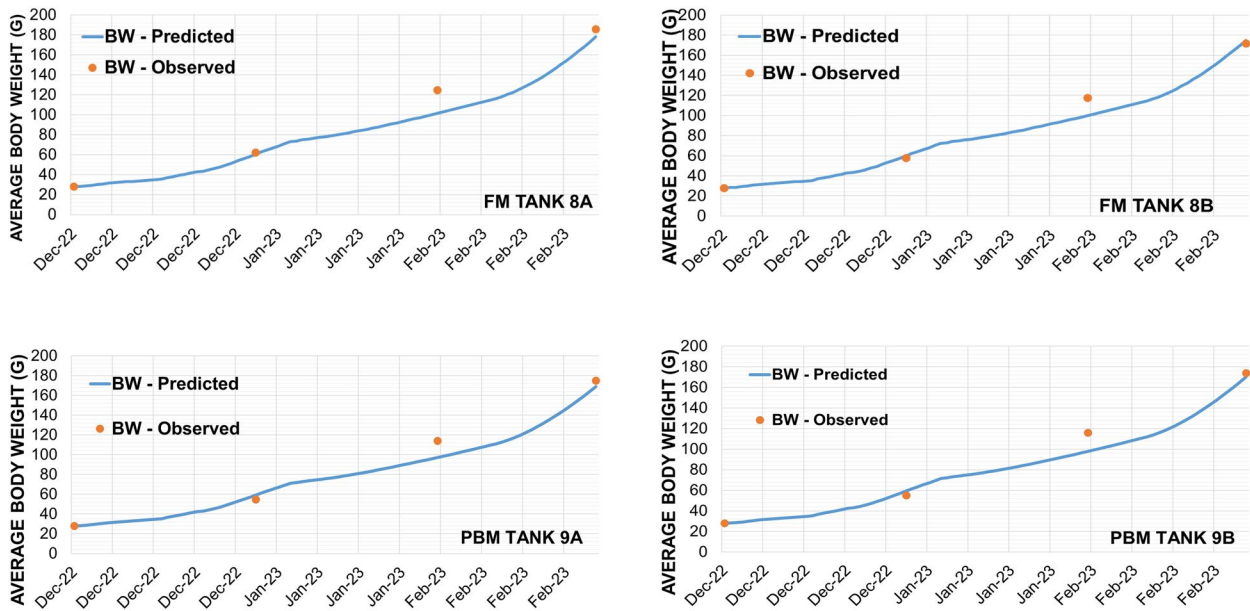 AVERAGE BODY WEIGHT (G)
200
180
160
140
120
100
80
60
40
20
0
BW - Predicted
BW - Observed
FM TANK 8A
Dec-22
Dec-22
Dec-22
Dec-22
Dec-22
Jan-23
Jan-23
Jan-23
Jan-23
Feb-23
Feb-23
Feb-23
Feb-23
AVERAGE BODY WEIGHT (G)
200
180
160
140
120
100
80
60
40
20
0
BW - Predicted
BW - Observed
FM TANK 8B
Dec-22
Dec-22
Dec-22
Dec-22
Dec-22
Jan-23
Jan-23
Jan-23
Jan-23
Feb-23
Feb-23
Feb-23
Feb-23
AVERAGE BODY WEIGHT (G)
200
180
160
140
120
100
80
60
40
20
0
BW - Predicted
BW - Observed
PBM TANK 9A
Dec-22
Dec-22
Dec-22
Dec-22
Dec-22
Jan-23
Jan-23
Jan-23
Jan-23
Feb-23
Feb-23
Feb-23
Feb-23
AVERAGE BODY WEIGHT (G)
200
180
160
140
120
100
80
60
40
20
0
BW - Predicted
BW - Observed
PBM TANK 9B
Dec-22
Dec-22
Dec-22
Dec-22
Dec-22
Jan-23
Jan-23
Jan-23
Jan-23
Feb-23
Feb-23
Feb-23
Feb-23